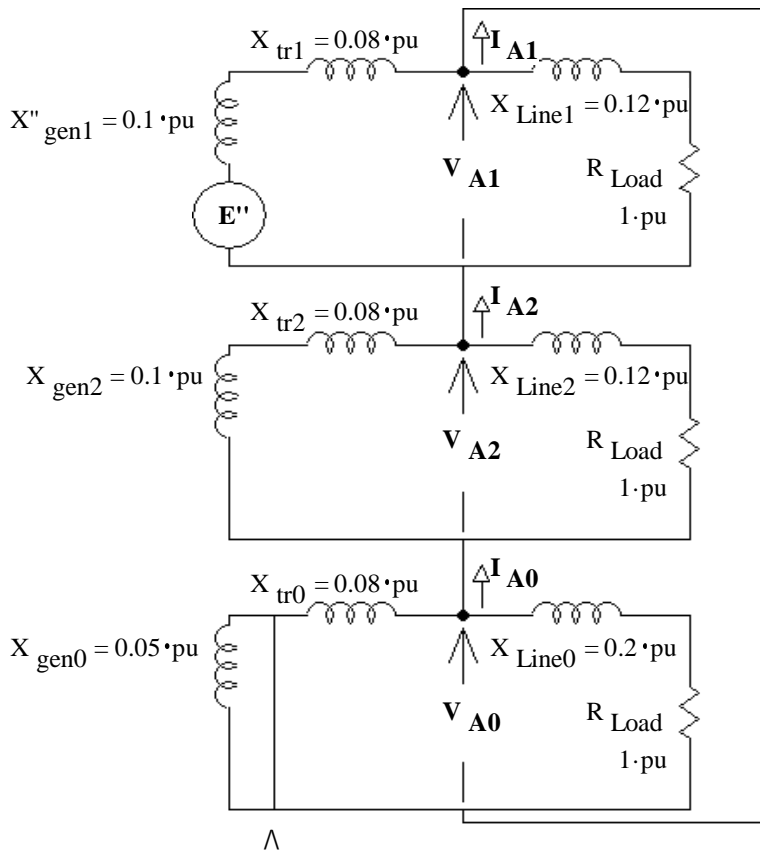 X tr1 = 0.08·pu
I A1
X" gen1 = 0.1·pu
X Line1 = 0.12·pu
V A1
R Load
1·pu
E''
X tr2 = 0.08·pu
I A2
X gen2 = 0.1·pu
X Line2 = 0.12·pu
V A2
R Load
1·pu
X tr0 = 0.08·pu
I A0
X gen0 = 0.05·pu
X Line0 = 0.2·pu
V A0
R Load
1·pu